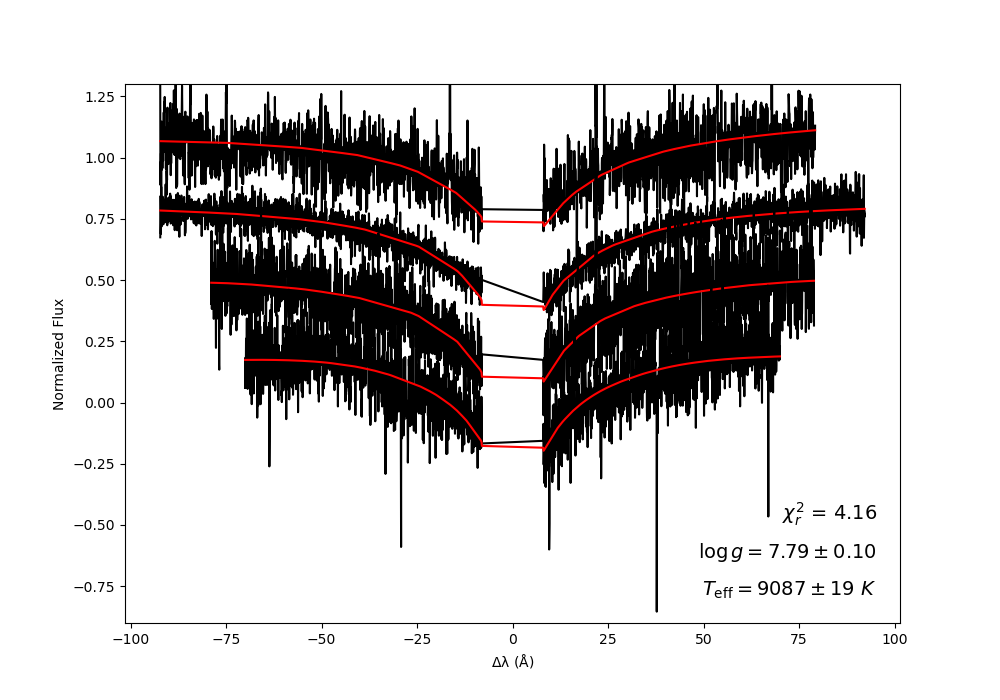 1.25
1.00
0.75
0.50
0.25
0.00
−0.25
−0.50
−0.75
Normalized Flux
χ²ᵣ = 4.16
log g = 7.79 ± 0.10
T_eff = 9087 ± 19 K
−100 −75 −50 −25 0 25 50 75 100
Δλ (Å)